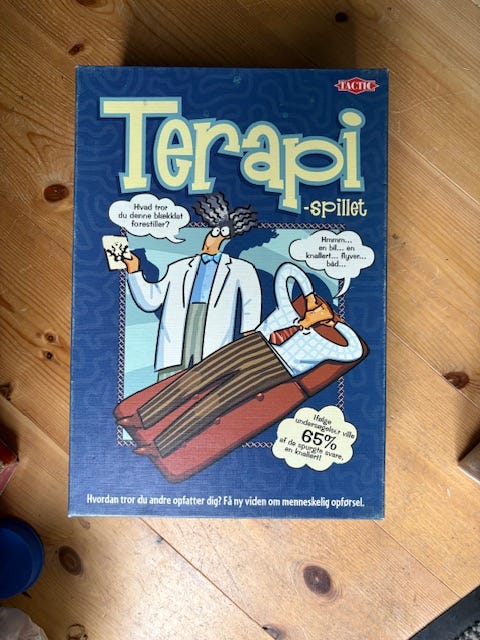 TACTIC
Terapi
-spillet
Hvad tror
du denne blækklat
forestiller?
Hmmm...
en bil... en
knallert... flyver...
båd...
Ifølge
undersøgelser ville
65%
af de spurgte svare,
en knallert!
Hvordan tror du andre opfatter dig? Få ny viden om menneskelig opførsel.